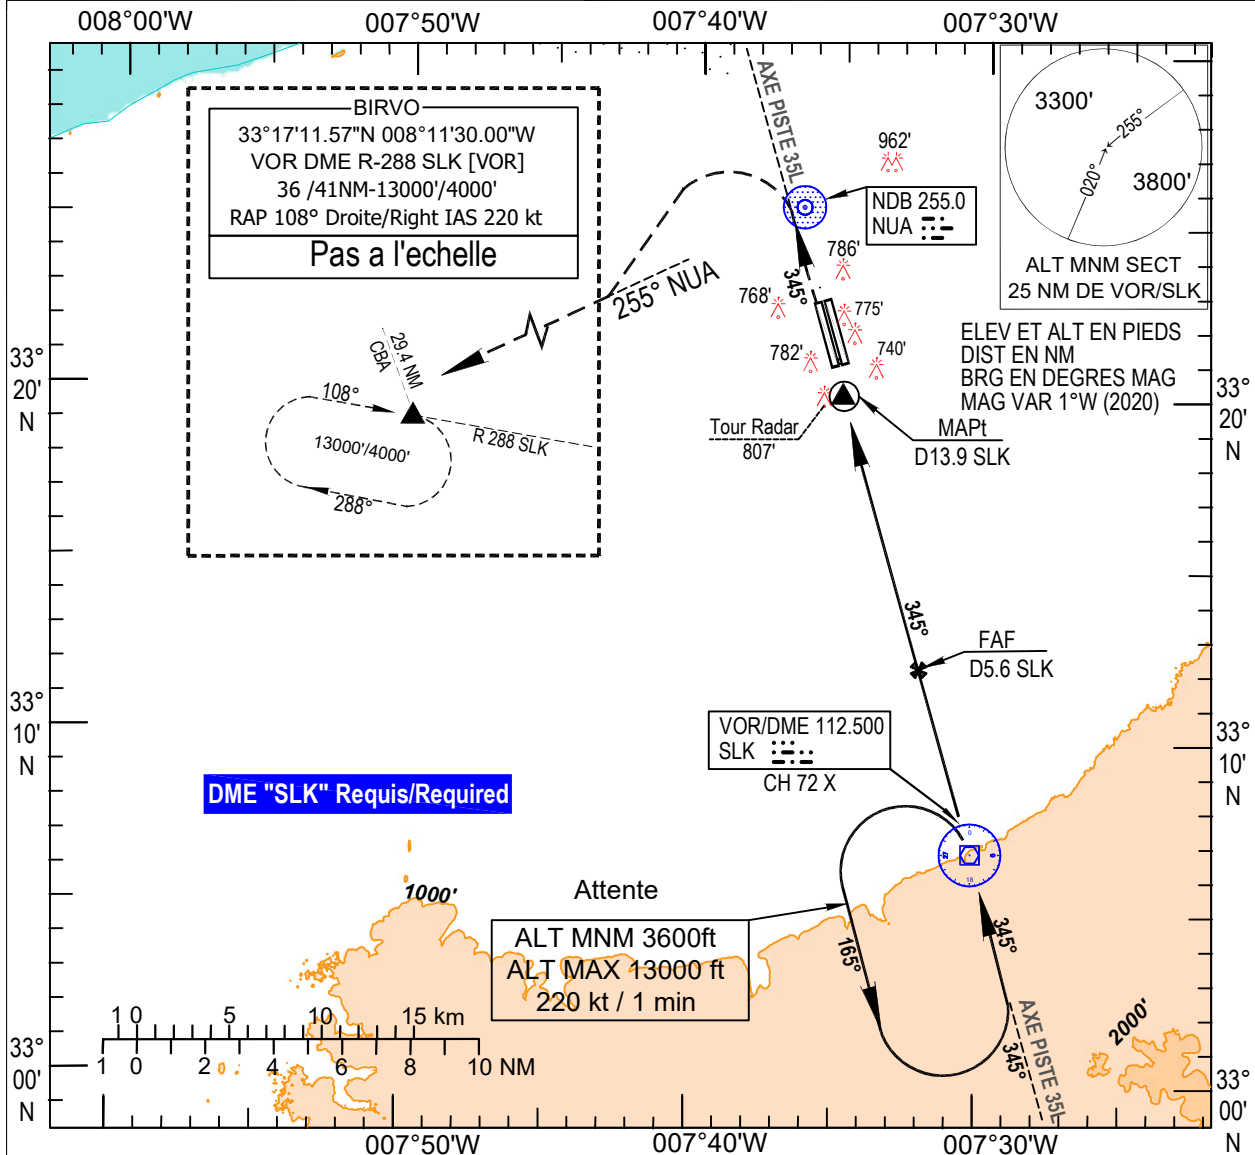 008°00'W
007°50'W
007°40'W
007°30'W
BIRVO
33°17'11.57"N 008°11'30.00"W
VOR DME R-288 SLK [VOR]
36 /41NM-13000'/4000'
RAP 108° Droite/Right IAS 220 kt
Pas a l'echelle
AXE PISTE 35L
962'
NDB 255.0
NUA
3300'
255°
020°
3800'
ALT MNM SECT
25 NM DE VOR/SLK
786'
345°
768'
775'
782'
740'
255° NUA
ELEV ET ALT EN PIEDS
DIST EN NM
BRG EN DEGRES MAG
MAG VAR 1°W (2020)
33°
20'
N
33°
20'
N
29.4 NM
CBA
108°
R 288 SLK
13000'/4000'
288°
Tour Radar
807'
MAPt
D13.9 SLK
345°
FAF
D5.6 SLK
33°
10'
N
33°
10'
N
VOR/DME 112.500
SLK
CH 72 X
DME "SLK" Requis/Required
0
27
18
1000'
Attente
ALT MNM 3600ft
ALT MAX 13000 ft
220 kt / 1 min
165°
345°
AXE PISTE 35L
345°
2000'
1 0 5 10 15 km
1 0 2 4 6 8 10 NM
33°
00'
N
33°
00'
N
007°50'W
007°40'W
007°30'W